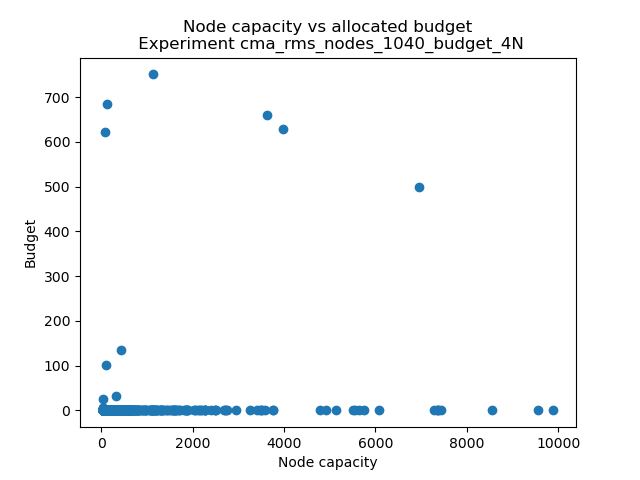 Node capacity vs allocated budget
Experiment cma_rms_nodes_1040_budget_4N
700
600
500
400
300
200
100
0
Budget
0 2000 4000 6000 8000 10000
Node capacity